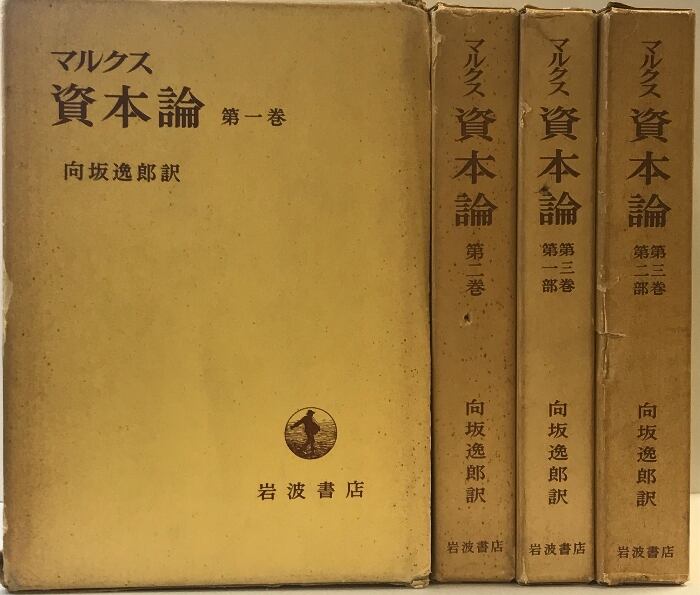 マルクス
資本論 第一巻
向坂逸郎訳
岩波書店
マルクス
資本論
第二巻
向坂逸郎訳
岩波書店
マルクス
資本論
第三巻
第一部
向坂逸郎訳
岩波書店
マルクス
資本論
第三巻
第二部
向坂逸郎訳
岩波書店